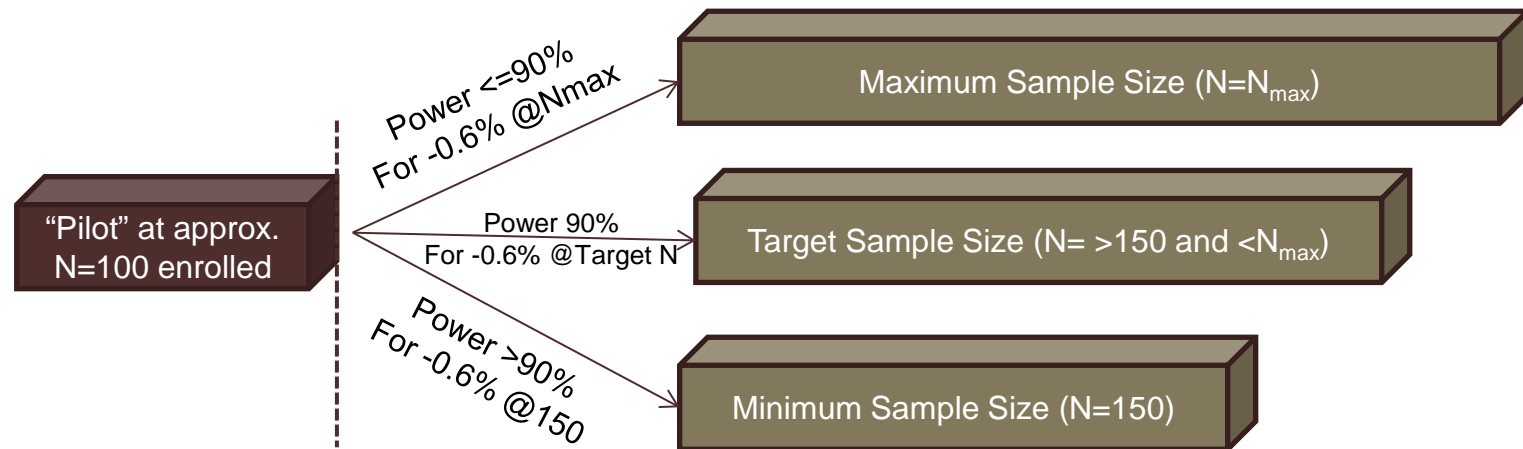 “Pilot” at approx.
N=100 enrolled
Power <=90%
For -0.6% @Nmax
Maximum Sample Size (N=Nmax)
Power 90%
For -0.6% @Target N
Target Sample Size (N= >150 and <Nmax)
Power >90%
For -0.6% @150
Minimum Sample Size (N=150)